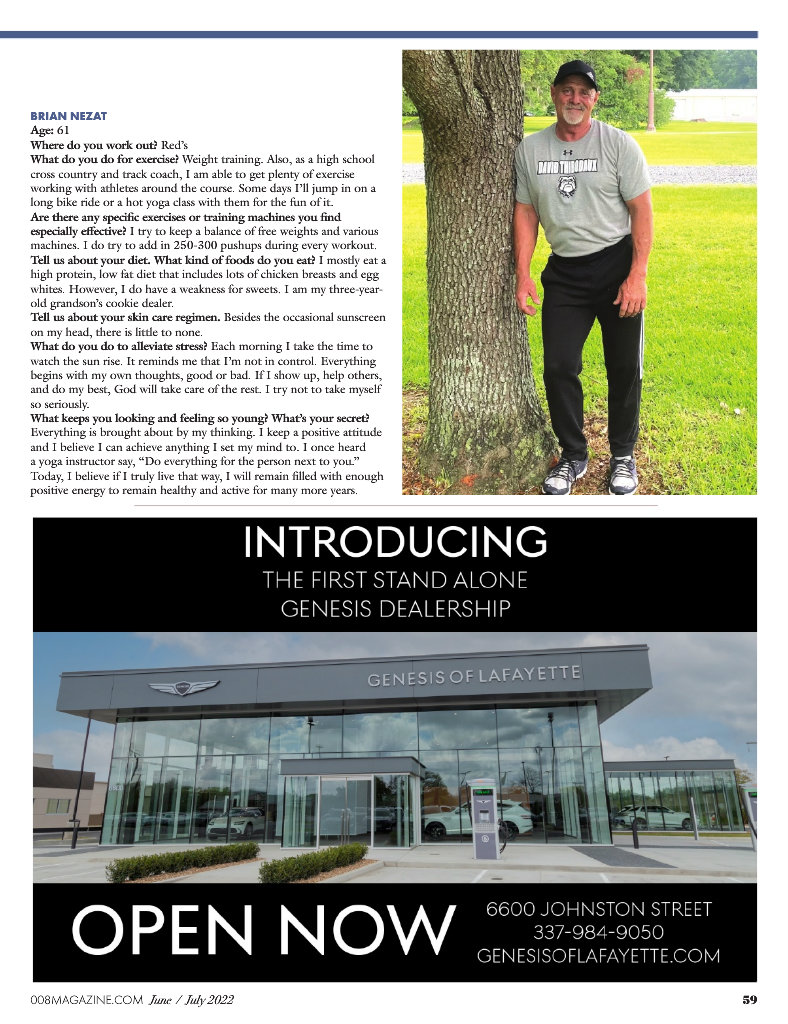 BRIAN NEZAT
Age: 61
Where do you work out? Red’s
What do you do for exercise? Weight training. Also, as a high school
cross country and track coach, I am able to get plenty of exercise
working with athletes around the course. Some days I’ll jump in on a
long bike ride or a hot yoga class with them for the fun of it.
Are there any specific exercises or training machines you find
especially effective? I try to keep a balance of free weights and various
machines. I do try to add in 250-300 pushups during every workout.
Tell us about your diet. What kind of foods do you eat? I mostly eat a
high protein, low fat diet that includes lots of chicken breasts and egg
whites. However, I do have a weakness for sweets. I am my three-year-
old grandson’s cookie dealer.
Tell us about your skin care regimen. Besides the occasional sunscreen
on my head, there is little to none.
What do you do to alleviate stress? Each morning I take the time to
watch the sun rise. It reminds me that I’m not in control. Everything
begins with my own thoughts, good or bad. If I show up, help others,
and do my best, God will take care of the rest. I try not to take myself
so seriously.
What keeps you looking and feeling so young? What’s your secret?
Everything is brought about by my thinking. I keep a positive attitude
and I believe I can achieve anything I set my mind to. I once heard
a yoga instructor say, “Do everything for the person next to you.”
Today, I believe if I truly live that way, I will remain filled with enough
positive energy to remain healthy and active for many more years.
DAVID THIBODAUX
INTRODUCING
THE FIRST STAND ALONE
GENESIS DEALERSHIP
GENESIS OF LAFAYETTE
OPEN NOW
6600 JOHNSTON STREET
337-984-9050
GENESISOFLAFAYETTE.COM
008MAGAZINE.COM June / July 2022
59